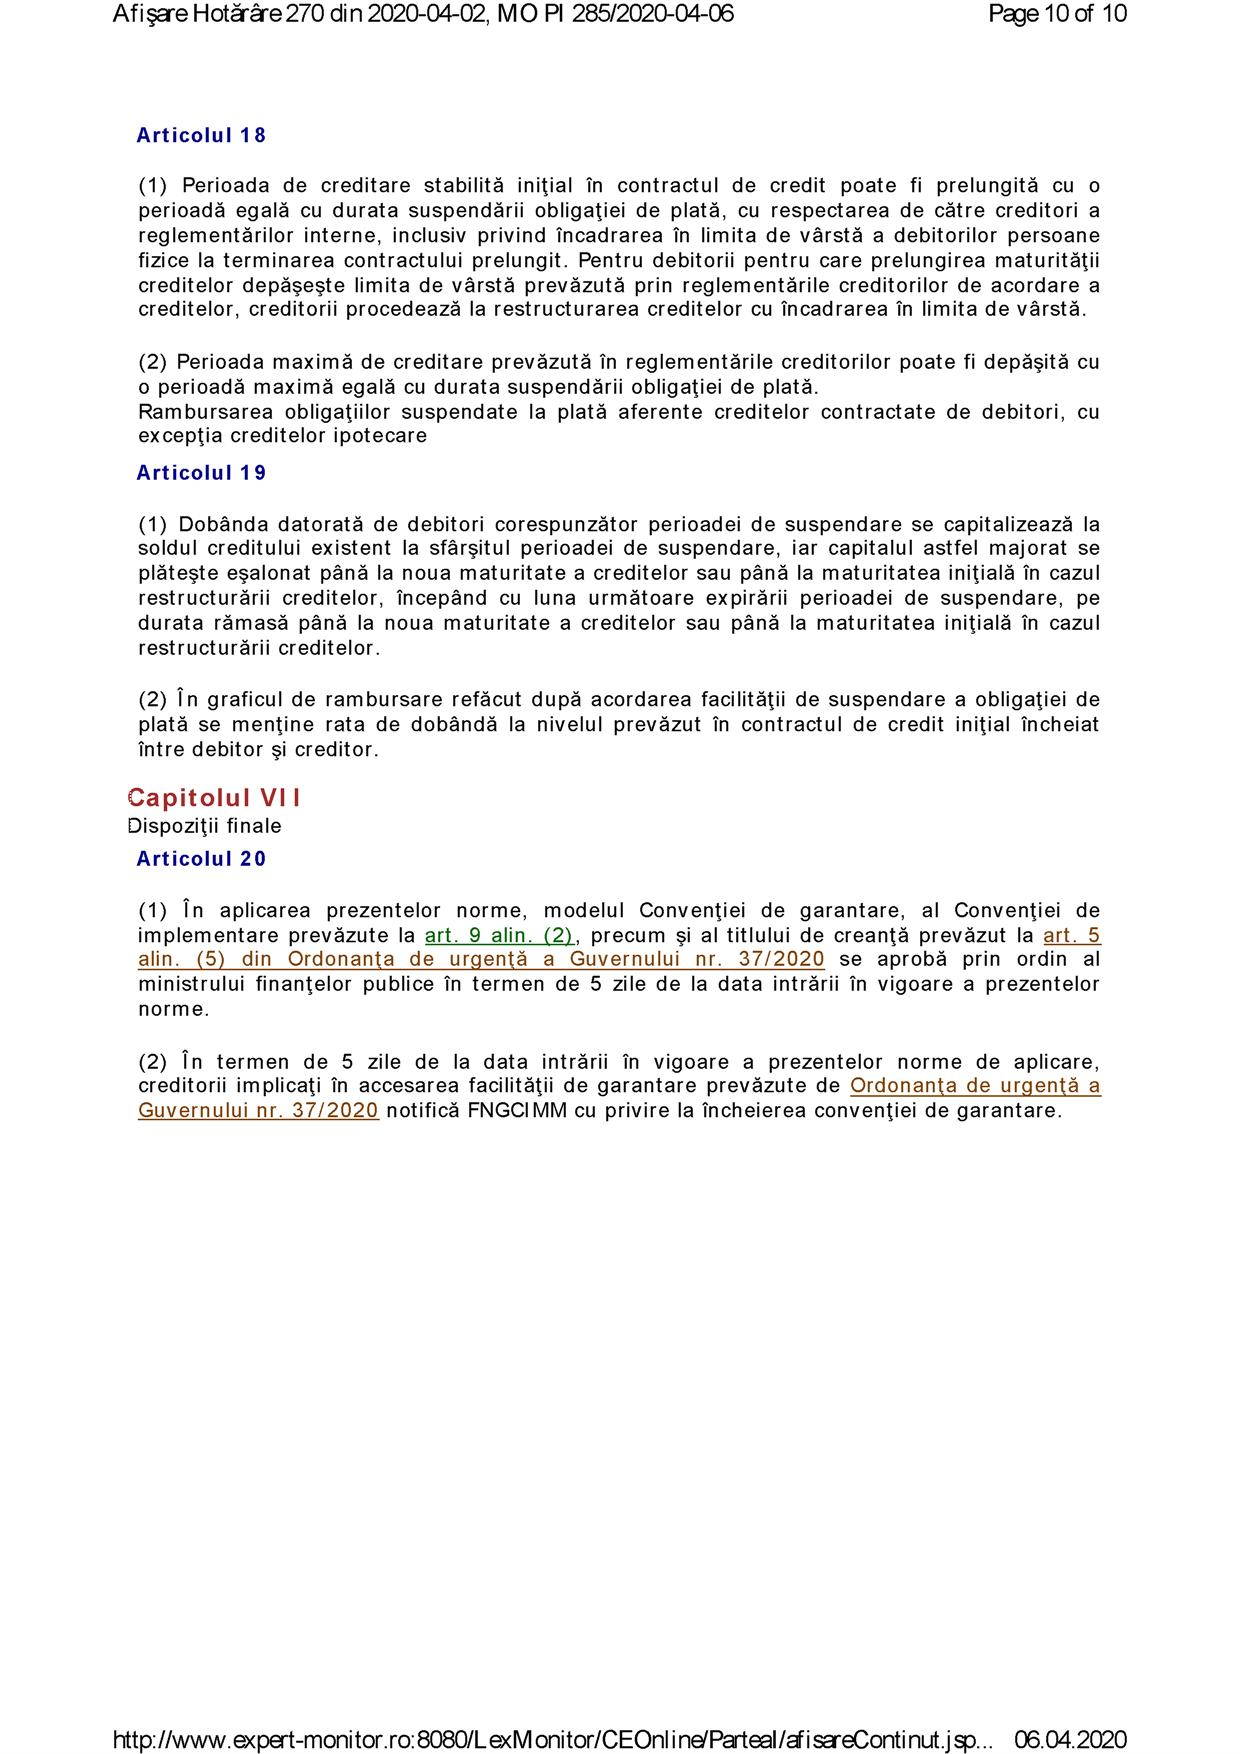 Afişare Hotărâre 270 din 2020-04-02, MO PI 285/2020-04-06 Page 10 of 10
Articolul 18
(1) Perioada de creditare stabilită iniţial în contractul de credit poate fi prelungită cu o
perioadă egală cu durata suspendării obligaţiei de plată, cu respectarea de către creditori a
reglementărilor interne, inclusiv privind încadrarea în limita de vârstă a debitorilor persoane
fizice la terminarea contractului prelungit. Pentru debitorii pentru care prelungirea maturităţii
creditelor depăşeşte limita de vârstă prevăzută prin reglementările creditorilor de acordare a
creditelor, creditorii procedează la restructurarea creditelor cu încadrarea în limita de vârstă.
(2) Perioada maximă de creditare prevăzută în reglementările creditorilor poate fi depăşită cu
o perioadă maximă egală cu durata suspendării obligaţiei de plată.
Rambursarea obligaţiilor suspendate la plată aferente creditelor contractate de debitori, cu
excepţia creditelor ipotecare
Articolul 19
(1) Dobânda datorată de debitori corespunzător perioadei de suspendare se capitalizează la
soldul creditului existent la sfârşitul perioadei de suspendare, iar capitalul astfel majorat se
plăteşte eşalonat până la noua maturitate a creditelor sau până la maturitatea iniţială în cazul
restructurării creditelor, începând cu luna următoare expirării perioadei de suspendare, pe
durata rămasă până la noua maturitate a creditelor sau până la maturitatea iniţială în cazul
restructurării creditelor.
(2) În graficul de rambursare refăcut după acordarea facilităţii de suspendare a obligaţiei de
plată se menţine rata de dobândă la nivelul prevăzut în contractul de credit iniţial încheiat
între debitor şi creditor.
Capitolul VII
Dispoziţii finale
Articolul 20
(1) În aplicarea prezentelor norme, modelul Convenţiei de garantare, al Convenţiei de
implementare prevăzute la art. 9 alin. (2), precum şi al titlului de creanţă prevăzut la art. 5
alin. (5) din Ordonanţa de urgenţă a Guvernului nr. 37/2020 se aprobă prin ordin al
ministrului finanţelor publice în termen de 5 zile de la data intrării în vigoare a prezentelor
norme.
(2) În termen de 5 zile de la data intrării în vigoare a prezentelor norme de aplicare,
creditorii implicaţi în accesarea facilităţii de garantare prevăzute de Ordonanţa de urgenţă a
Guvernului nr. 37/2020 notifică FNGCIMM cu privire la încheierea convenţiei de garantare.
http://www.expert-monitor.ro:8080/LexMonitor/CEOnline/ParteaI/afisareContinut.jsp... 06.04.2020